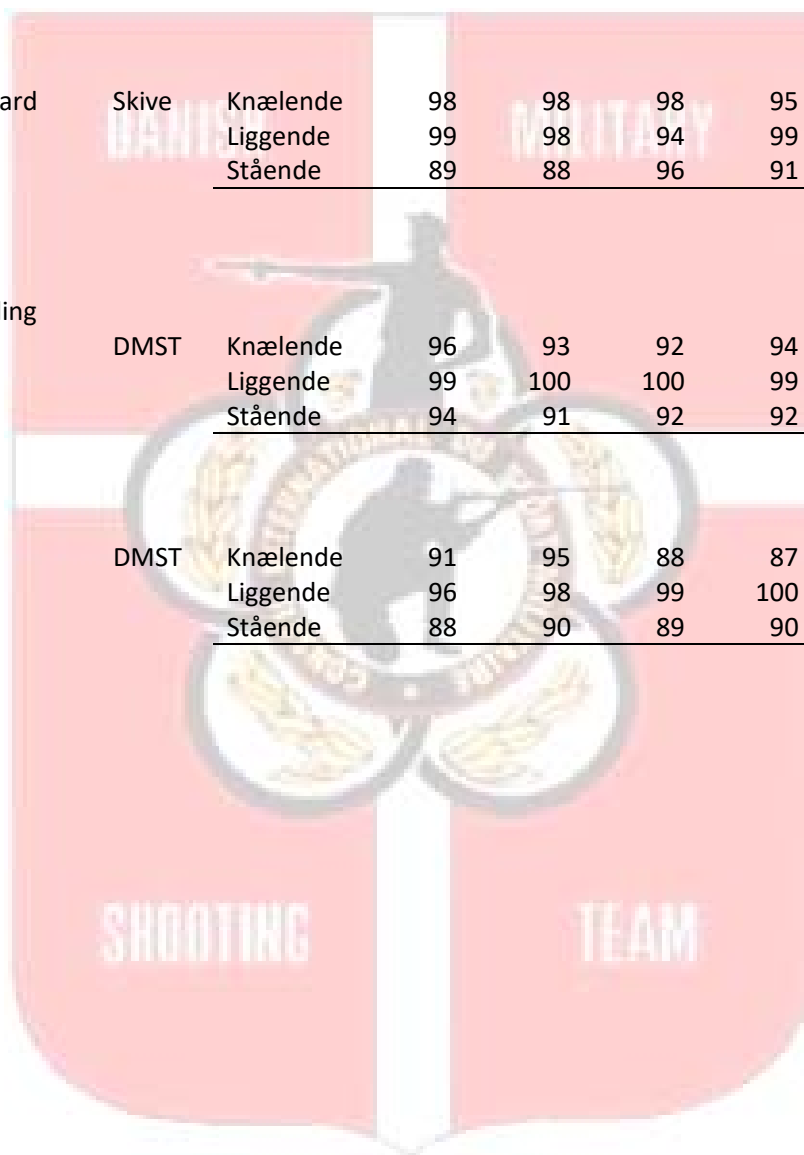 ard Skive Knælende 98 98 98 95
Liggende 99 98 94 99
Stående 89 88 96 91
ling
DMST Knælende 96 93 92 94
Liggende 99 100 100 99
Stående 94 91 92 92
DMST Knælende 91 95 88 87
Liggende 96 98 99 100
Stående 88 90 89 90
DANISH MILITARY
SHOOTING TEAM